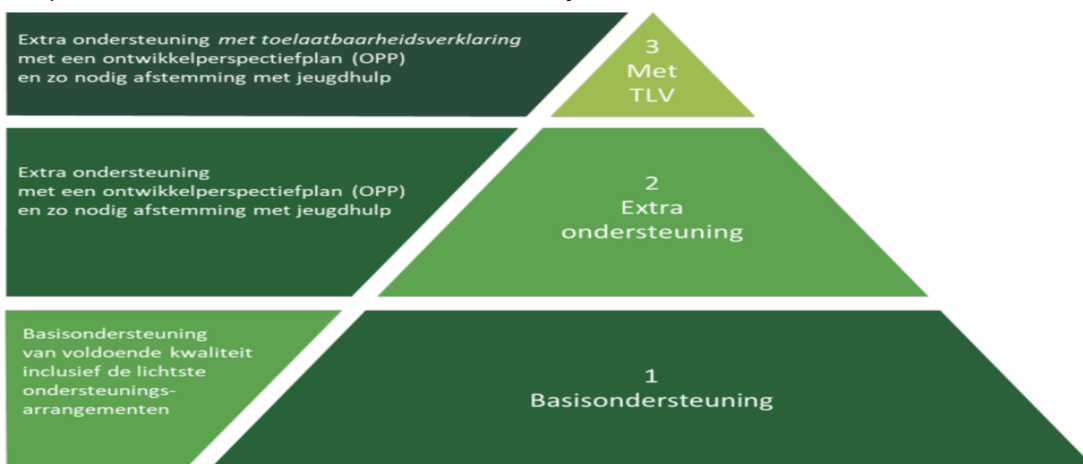 Extra ondersteuning met toelaatbaarheidsverklaring
met een ontwikkelperspectiefplan (OPP)
en zo nodig afstemming met jeugdhulp
3
Met
TLV
Extra ondersteuning
met een ontwikkelperspectiefplan (OPP)
en zo nodig afstemming met jeugdhulp
2
Extra
ondersteuning
Basisondersteuning
van voldoende kwaliteit
inclusief de lichtste
ondersteunings-
arrangementen
1
Basisondersteuning